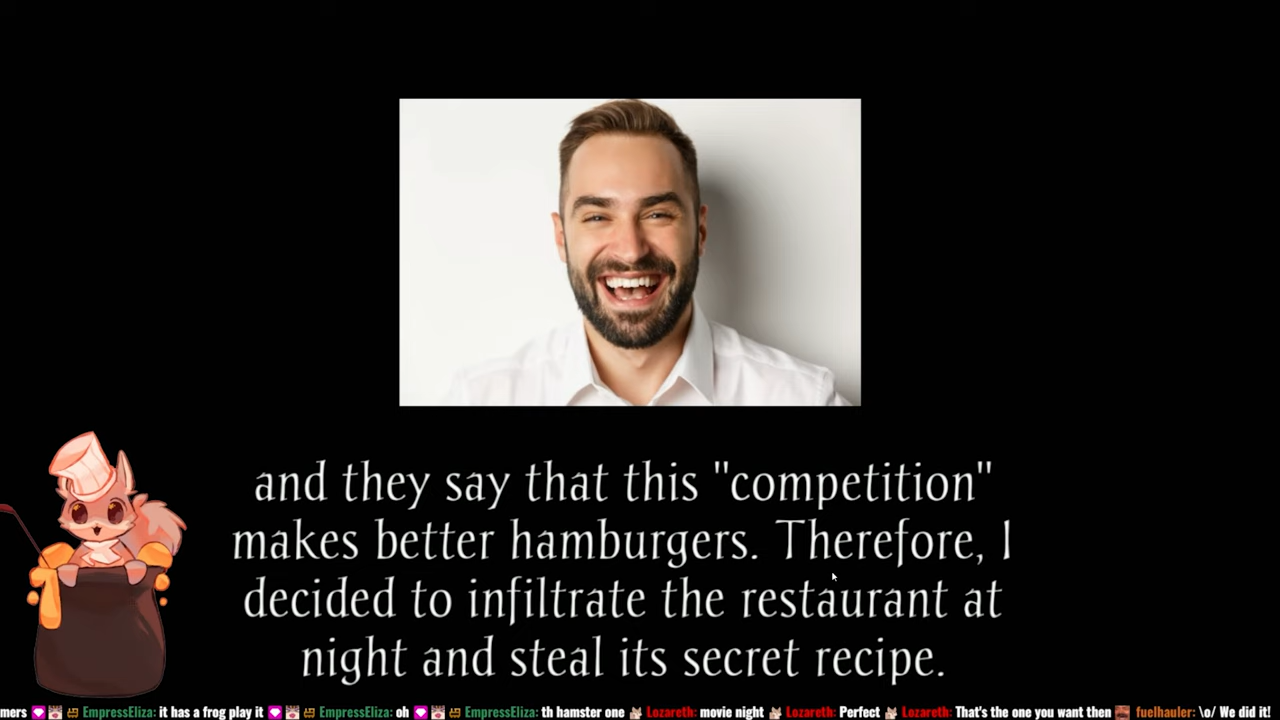 and they say that this "competition"
makes better hamburgers. Therefore, I
decided to infiltrate the restaurant at
night and steal its secret recipe.
mers EmpressEliza: it has a frog play it EmpressEliza: oh EmpressEliza: th hamster one Lozareth: movie night Lozareth: Perfect Lozareth: That's the one you want then fuelhauler: \o/ We did it!